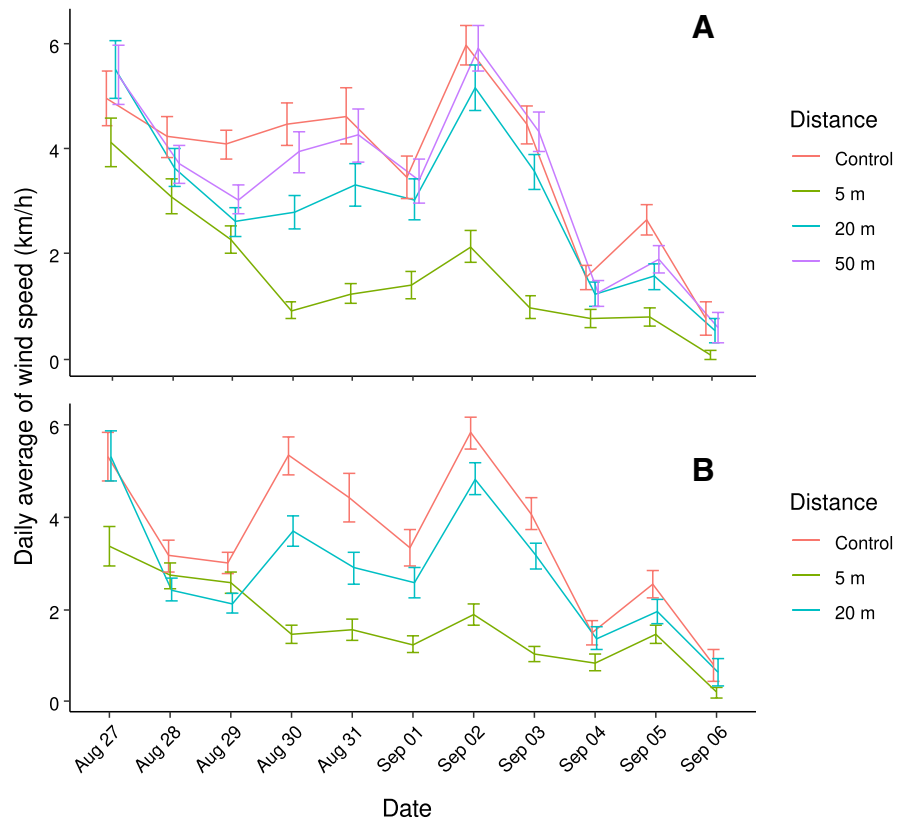 A
6
4
2
0
Distance
Control
5 m
20 m
50 m
Daily average of wind speed (km/h)
B
6
4
2
0
Distance
Control
5 m
20 m
Aug 27
Aug 28
Aug 29
Aug 30
Aug 31
Sep 01
Sep 02
Sep 03
Sep 04
Sep 05
Sep 06
Date